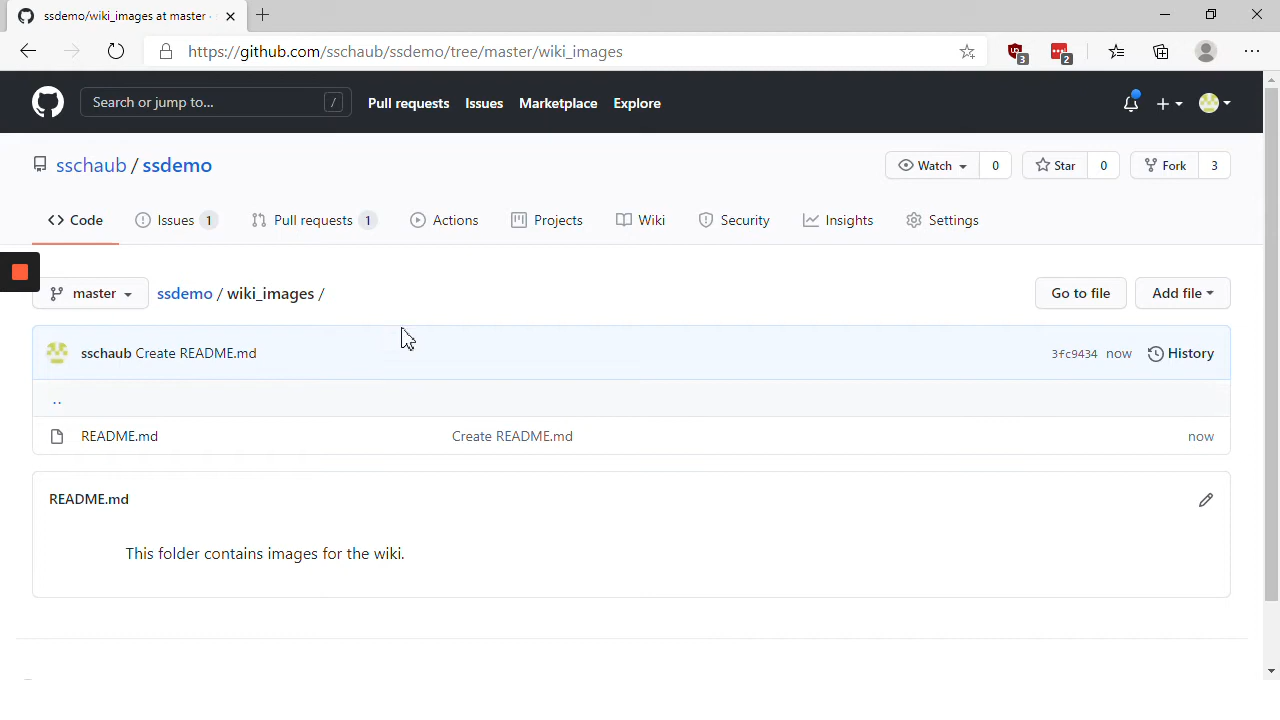 ssdemo/wiki_images at master ·
https://github.com/sschaub/ssdemo/tree/master/wiki_images
3
2
Search or jump to... /
Pull requests Issues Marketplace Explore
sschaub / ssdemo
Watch 0 Star 0 Fork 3
Code Issues 1 Pull requests 1 Actions Projects Wiki Security Insights Settings
master ssdemo / wiki_images / Go to file Add file
sschaub Create README.md 3fc9434 now History
..
README.md Create README.md now
README.md
This folder contains images for the wiki.